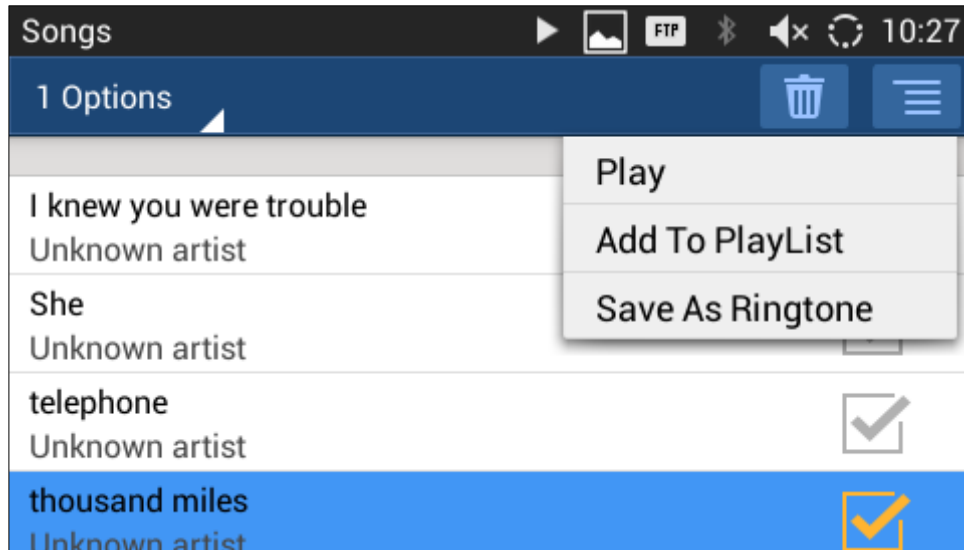 Songs
FTP
10:27
1 Options
Play
Add To PlayList
Save As Ringtone
I knew you were trouble
Unknown artist
She
Unknown artist
telephone
Unknown artist
thousand miles
Unknown artist